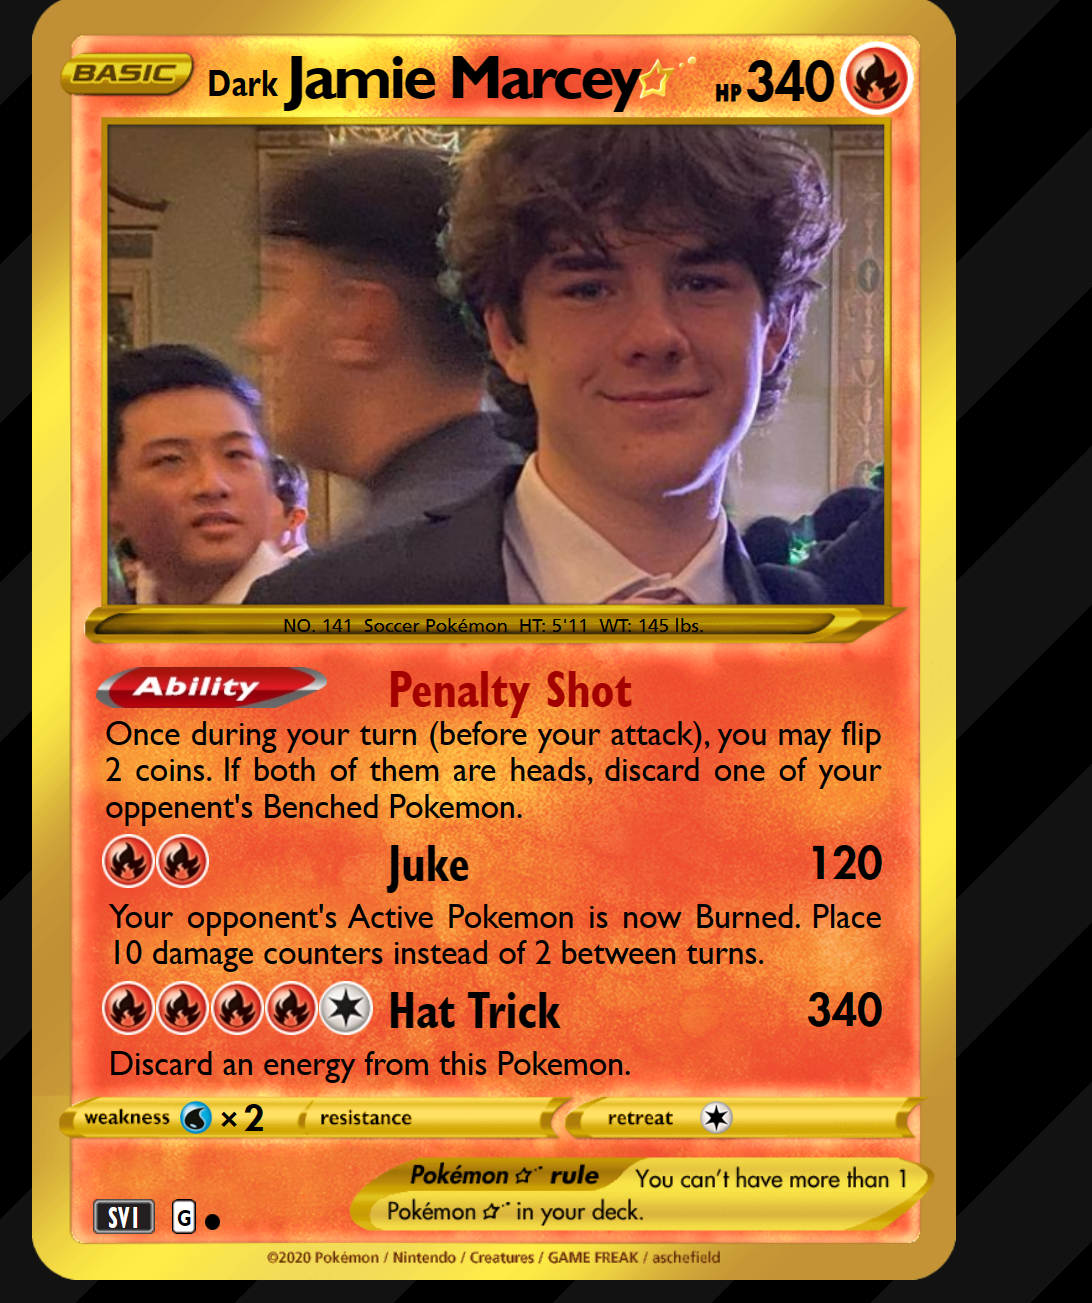 BASIC Dark Jamie Marcey HP 340
NO. 141 Soccer Pokémon HT: 5'11 WT: 145 lbs.
Ability Penalty Shot
Once during your turn (before your attack), you may flip
2 coins. If both of them are heads, discard one of your
oppenent's Benched Pokemon.
Juke 120
Your opponent's Active Pokemon is now Burned. Place
10 damage counters instead of 2 between turns.
Hat Trick 340
Discard an energy from this Pokemon.
weakness ×2 resistance retreat
Pokémon ☆ rule You can't have more than 1
Pokémon ☆ in your deck.
SVI G
©2020 Pokémon / Nintendo / Creatures / GAME FREAK / aschefield